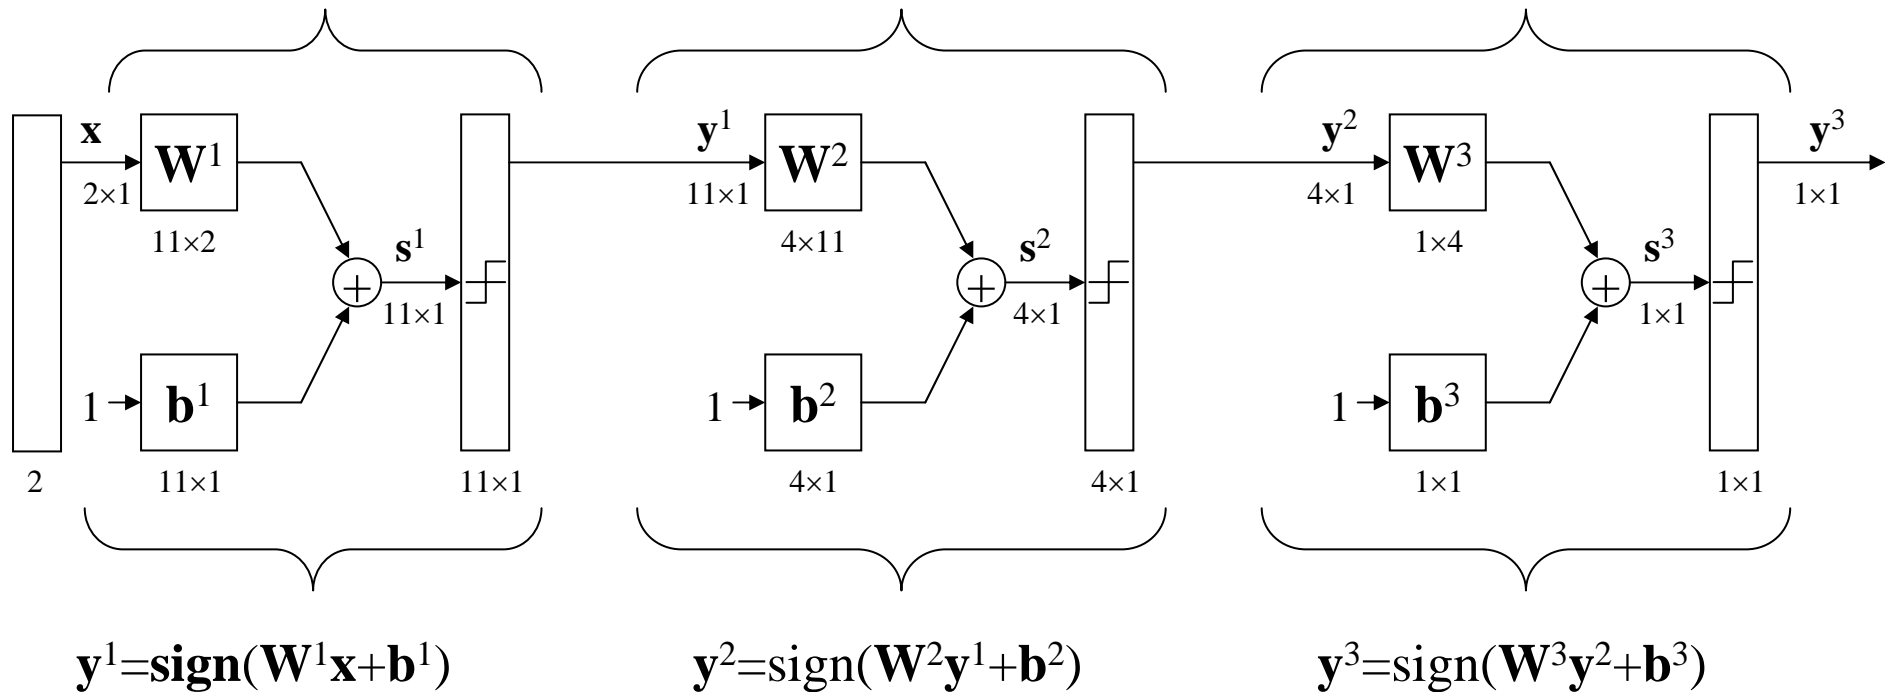 x W¹ y¹ W² y² W³ y³
2×1 11×1 4×1 1×1
11×2 4×11 1×4
s¹ s² s³
+ + +
11×1 4×1 1×1
1 b¹ 1 b² 1 b³
2 11×1 11×1 4×1 4×1 1×1 1×1
y¹=sign(W¹x+b¹) y²=sign(W²y¹+b²) y³=sign(W³y²+b³)